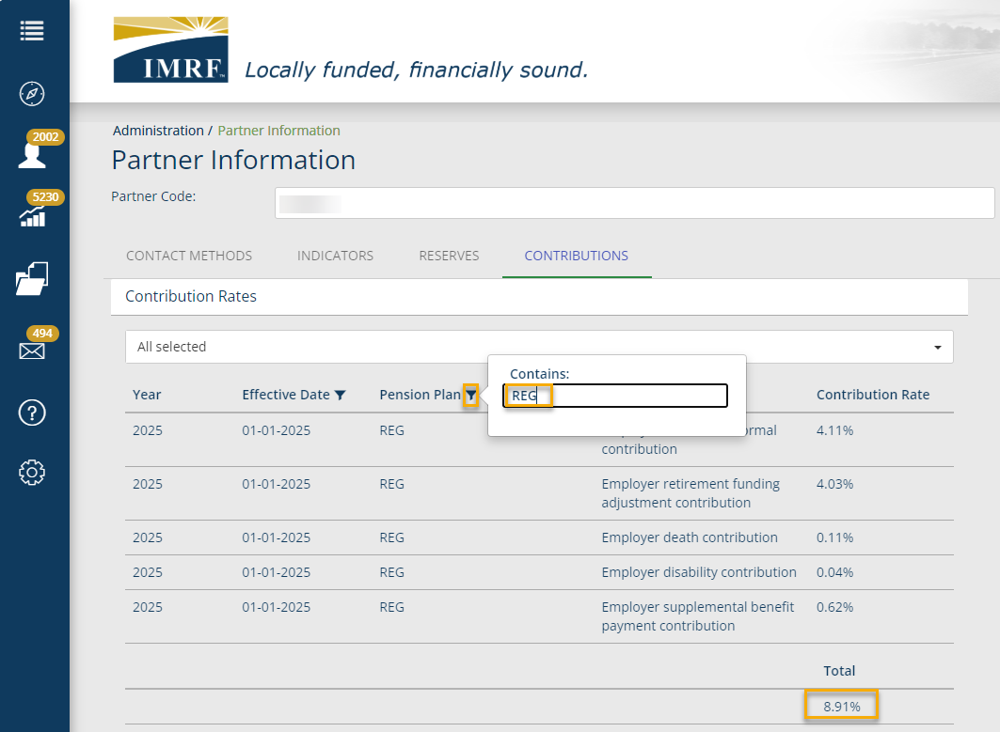 IMRF™
Locally funded, financially sound.
2002
5230
494
Administration / Partner Information
Partner Information
Partner Code:
CONTACT METHODS INDICATORS RESERVES CONTRIBUTIONS
Contribution Rates
All selected
Contains:
REG
Year Effective Date Pension Plan Contribution Rate
2025 01-01-2025 REG ormal 4.11%
contribution
2025 01-01-2025 REG Employer retirement funding 4.03%
adjustment contribution
2025 01-01-2025 REG Employer death contribution 0.11%
2025 01-01-2025 REG Employer disability contribution 0.04%
2025 01-01-2025 REG Employer supplemental benefit 0.62%
payment contribution
Total
8.91%